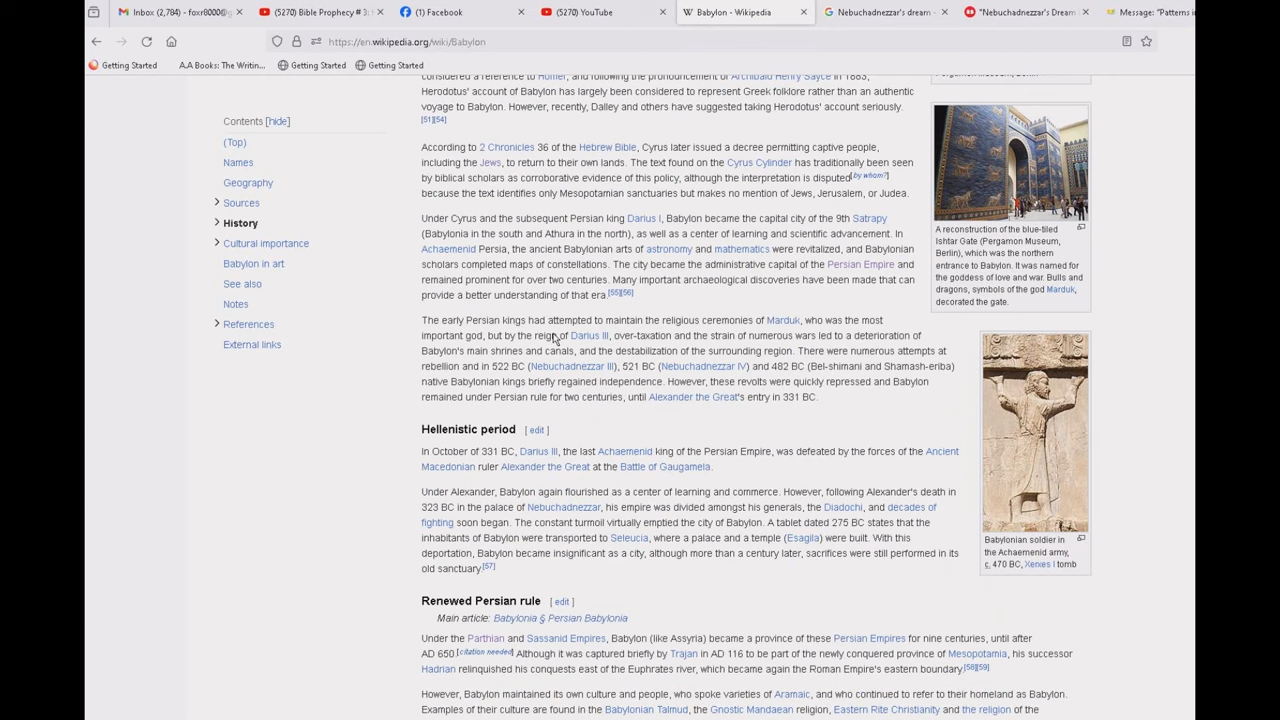 Inbox (2,784) - foxr8000@g
(5270) Bible Prophecy # 3:
(1) Facebook
(5270) YouTube
Babylon - Wikipedia
Nebuchadnezzar's dream -
"Nebuchadnezzar's Dream
Message: "Patterns in
https://en.wikipedia.org/wiki/Babylon
Getting Started
A.A Books: The Writin...
Getting Started
Getting Started
Contents [hide]
(Top)
Names
Geography
Sources
History
Cultural importance
Babylon in art
See also
Notes
References
External links
considered a reference to Homer, and following the pronouncement of Archibald Henry Sayce in 1883,
Herodotus' account of Babylon has largely been considered to represent Greek folklore rather than an authentic
voyage to Babylon. However, recently, Dalley and others have suggested taking Herodotus' account seriously.
[51][54]
According to 2 Chronicles 36 of the Hebrew Bible, Cyrus later issued a decree permitting captive people,
including the Jews, to return to their own lands. The text found on the Cyrus Cylinder has traditionally been seen
by biblical scholars as corroborative evidence of this policy, although the interpretation is disputed[by whom?]
because the text identifies only Mesopotamian sanctuaries but makes no mention of Jews, Jerusalem, or Judea.
Under Cyrus and the subsequent Persian king Darius I, Babylon became the capital city of the 9th Satrapy
(Babylonia in the south and Athura in the north), as well as a center of learning and scientific advancement. In
Achaemenid Persia, the ancient Babylonian arts of astronomy and mathematics were revitalized, and Babylonian
scholars completed maps of constellations. The city became the administrative capital of the Persian Empire and
remained prominent for over two centuries. Many important archaeological discoveries have been made that can
provide a better understanding of that era.[55][56]
The early Persian kings had attempted to maintain the religious ceremonies of Marduk, who was the most
important god, but by the reign of Darius III, over-taxation and the strain of numerous wars led to a deterioration of
Babylon's main shrines and canals, and the destabilization of the surrounding region. There were numerous attempts at
rebellion and in 522 BC (Nebuchadnezzar III), 521 BC (Nebuchadnezzar IV) and 482 BC (Bel-shimani and Shamash-eriba)
native Babylonian kings briefly regained independence. However, these revolts were quickly repressed and Babylon
remained under Persian rule for two centuries, until Alexander the Great's entry in 331 BC.
Hellenistic period [ edit ]
In October of 331 BC, Darius III, the last Achaemenid king of the Persian Empire, was defeated by the forces of the Ancient
Macedonian ruler Alexander the Great at the Battle of Gaugamela.
Under Alexander, Babylon again flourished as a center of learning and commerce. However, following Alexander's death in
323 BC in the palace of Nebuchadnezzar, his empire was divided amongst his generals, the Diadochi, and decades of
fighting soon began. The constant turmoil virtually emptied the city of Babylon. A tablet dated 275 BC states that the
inhabitants of Babylon were transported to Seleucia, where a palace and a temple (Esagila) were built. With this
deportation, Babylon became insignificant as a city, although more than a century later, sacrifices were still performed in its
old sanctuary.[57]
Renewed Persian rule [ edit ]
Main article: Babylonia § Persian Babylonia
Under the Parthian and Sassanid Empires, Babylon (like Assyria) became a province of these Persian Empires for nine centuries, until after
AD 650.[citation needed] Although it was captured briefly by Trajan in AD 116 to be part of the newly conquered province of Mesopotamia, his successor
Hadrian relinquished his conquests east of the Euphrates river, which became again the Roman Empire's eastern boundary.[58][59]
However, Babylon maintained its own culture and people, who spoke varieties of Aramaic, and who continued to refer to their homeland as Babylon.
Examples of their culture are found in the Babylonian Talmud, the Gnostic Mandaean religion, Eastern Rite Christianity and the religion of the
A reconstruction of the blue-tiled
Ishtar Gate (Pergamon Museum,
Berlin), which was the northern
entrance to Babylon. It was named for
the goddess of love and war. Bulls and
dragons, symbols of the god Marduk,
decorated the gate.
Babylonian soldier in
the Achaemenid army,
c. 470 BC, Xerxes I tomb